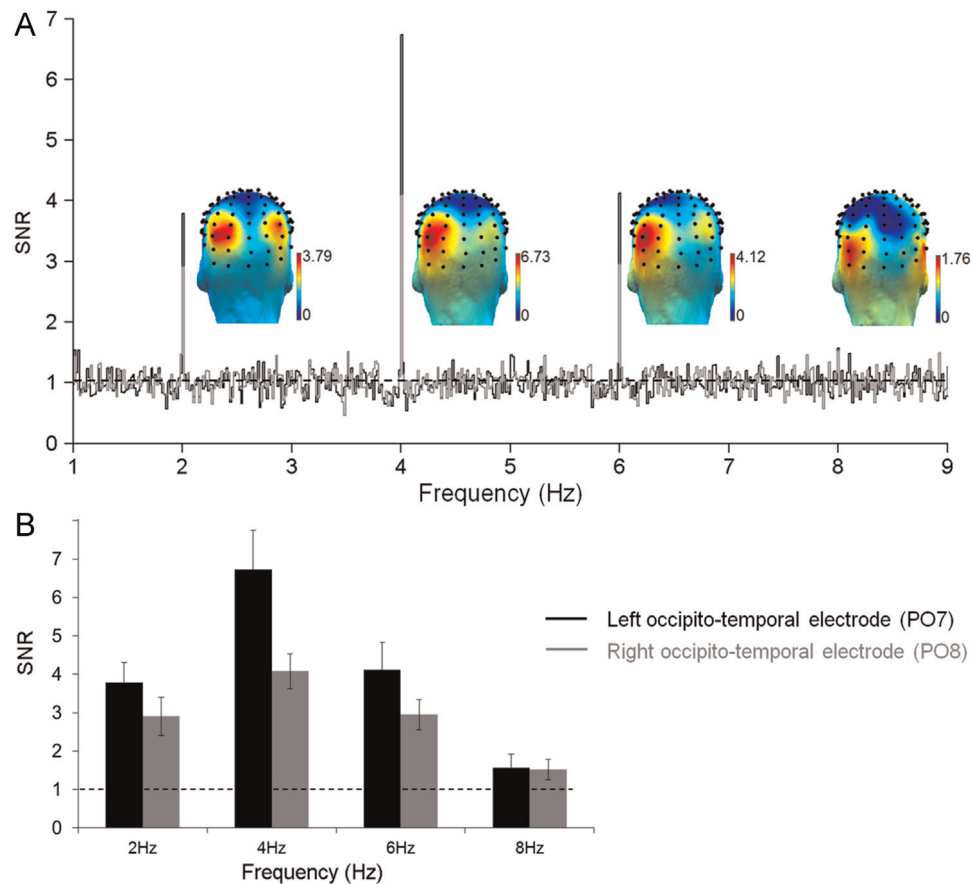 A
7
6
5
4
3
2
1
0
SNR
3.79
0
6.73
0
4.12
0
1.76
0
1 2 3 4 5 6 7 8 9
Frequency (Hz)
B
7
6
5
4
3
2
1
0
SNR
2Hz 4Hz 6Hz 8Hz
Frequency (Hz)
Left occipito-temporal electrode (PO7)
Right occipito-temporal electrode (PO8)